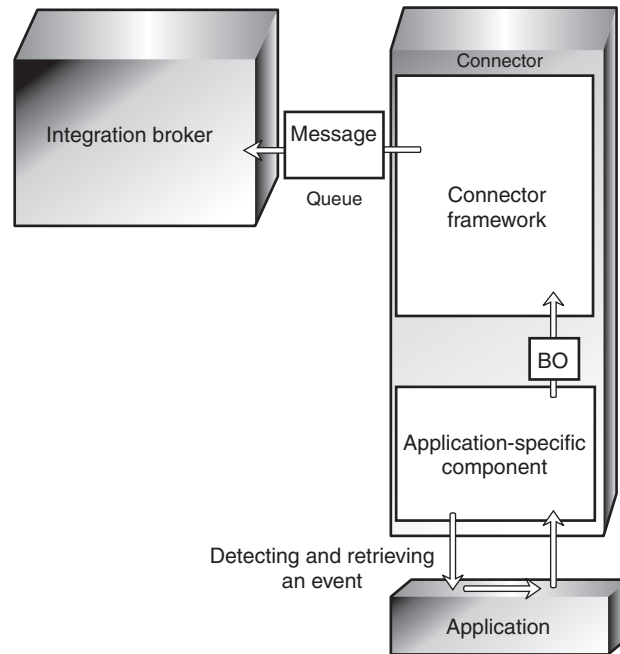 Connector
Integration broker
Message
Queue
Connector
framework
BO
Application-specific
component
Detecting and retrieving
an event
Application